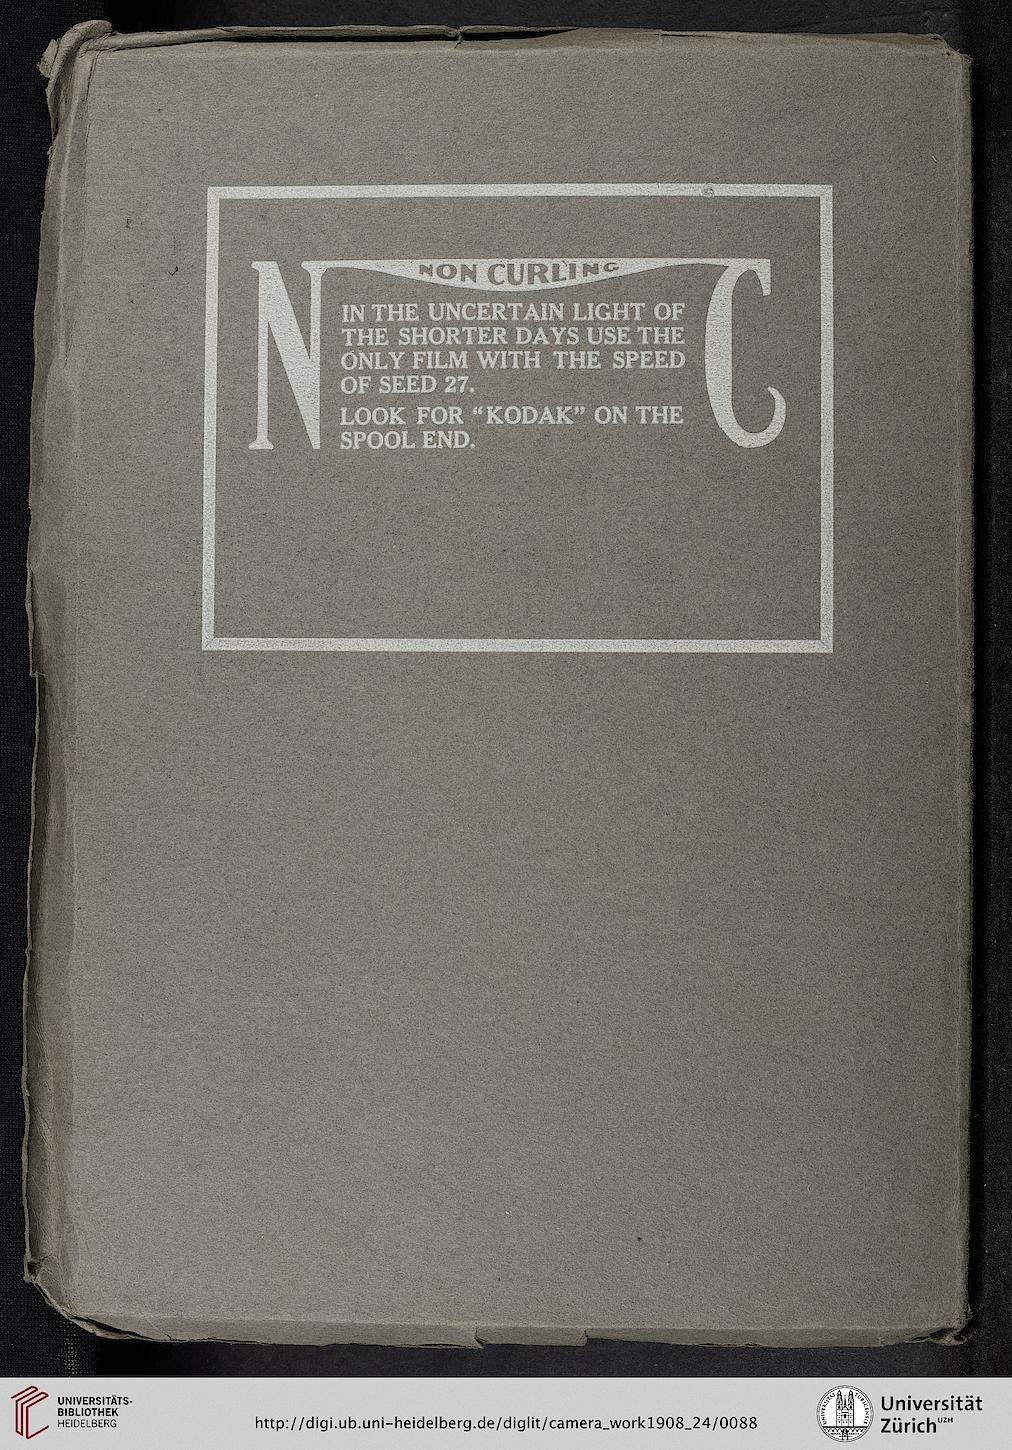 NON CURLING
N C
IN THE UNCERTAIN LIGHT OF
THE SHORTER DAYS USE THE
ONLY FILM WITH THE SPEED
OF SEED 27.
LOOK FOR “KODAK” ON THE
SPOOL END.
UNIVERSITÄTS-
BIBLIOTHEK
HEIDELBERG
http://digi.ub.uni-heidelberg.de/diglit/camera_work1908_24/0088
Universität
Zürich UZH